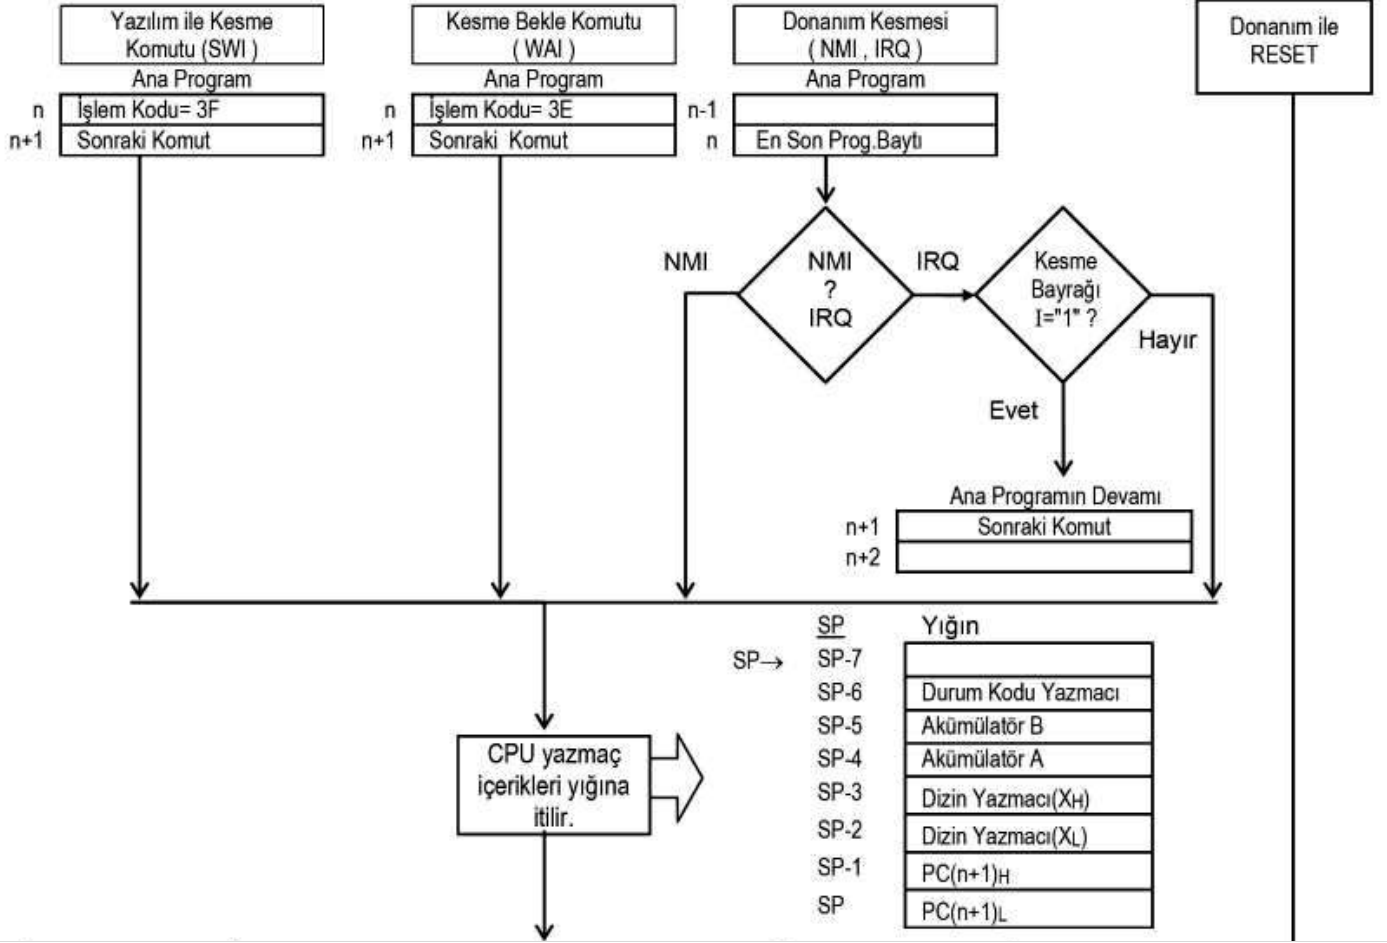 Yazılım ile Kesme
Komutu (SWI )
Ana Program
n İşlem Kodu= 3F
n+1 Sonraki Komut
Kesme Bekle Komutu
( WAI )
Ana Program
n İşlem Kodu= 3E
n+1 Sonraki Komut
Donanım Kesmesi
( NMI , IRQ )
Ana Program
n-1
n En Son Prog.Baytı
Donanım ile
RESET
NMI
NMI
?
IRQ
IRQ
Kesme
Bayrağı
I="1" ?
Hayır
Evet
Ana Programın Devamı
n+1 Sonraki Komut
n+2
SP Yığın
SP→ SP-7
SP-6 Durum Kodu Yazmacı
SP-5 Akümülatör B
SP-4 Akümülatör A
SP-3 Dizin Yazmacı(XH)
SP-2 Dizin Yazmacı(XL)
SP-1 PC(n+1)H
SP PC(n+1)L
CPU yazmaç
içerikleri yığına
itilir.